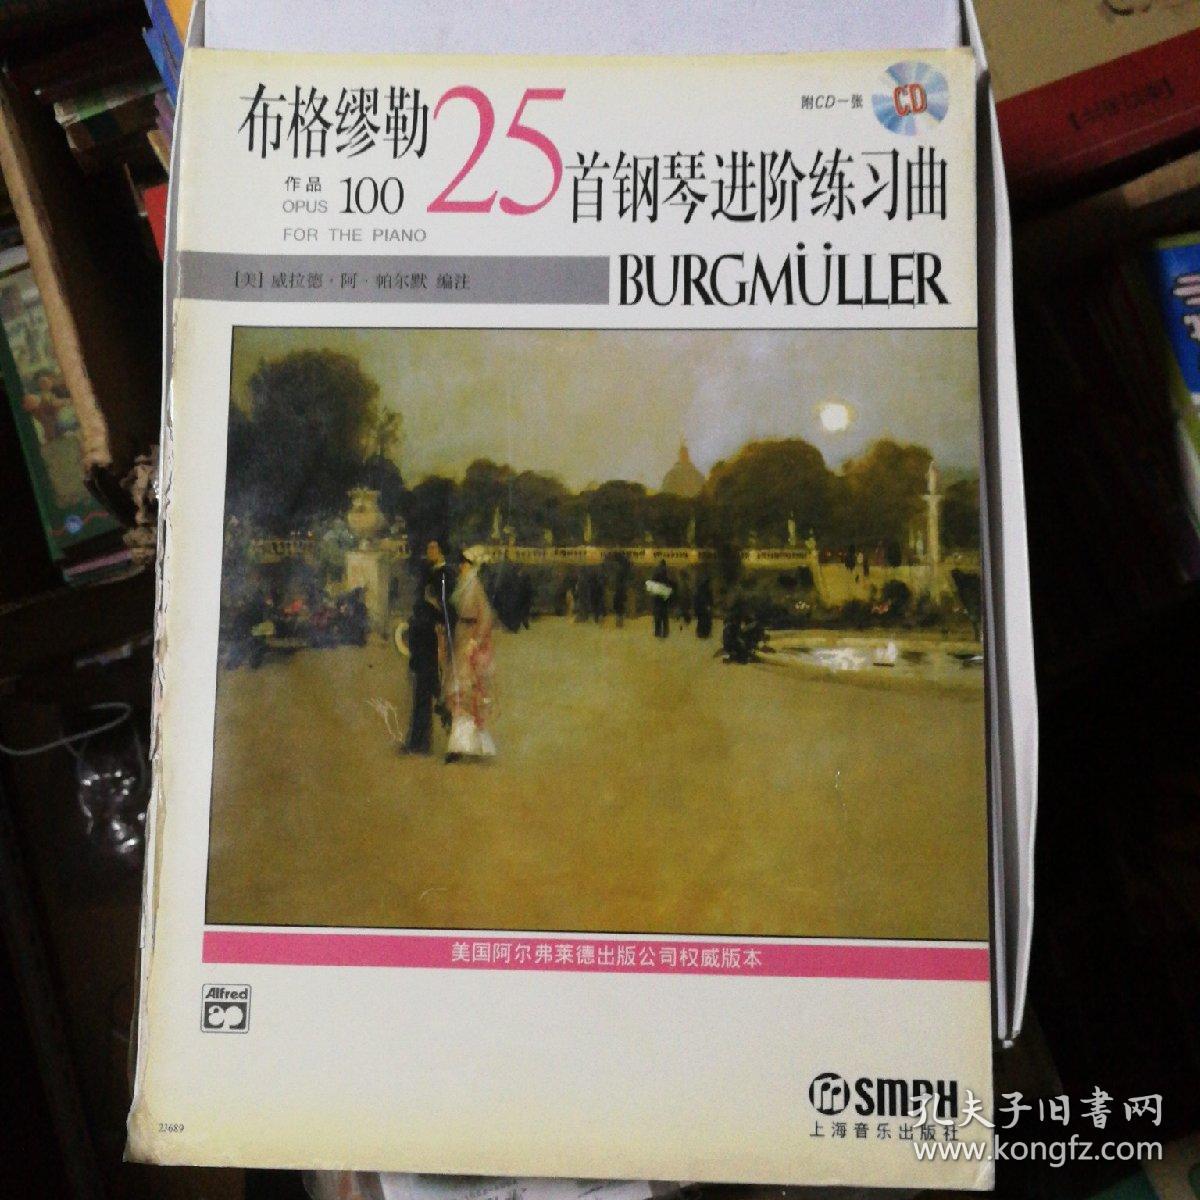 布格缪勒25首钢琴进阶练习曲
附CD一张
CD
作品
OPUS 100
FOR THE PIANO
[美] 威拉德·阿·帕尔默 编注
BURGMÜLLER
美国阿尔弗莱德出版公司权威版本
Alfred
SMPH
上海音乐出版社
23689
孔夫子旧书网
www.kongfz.com